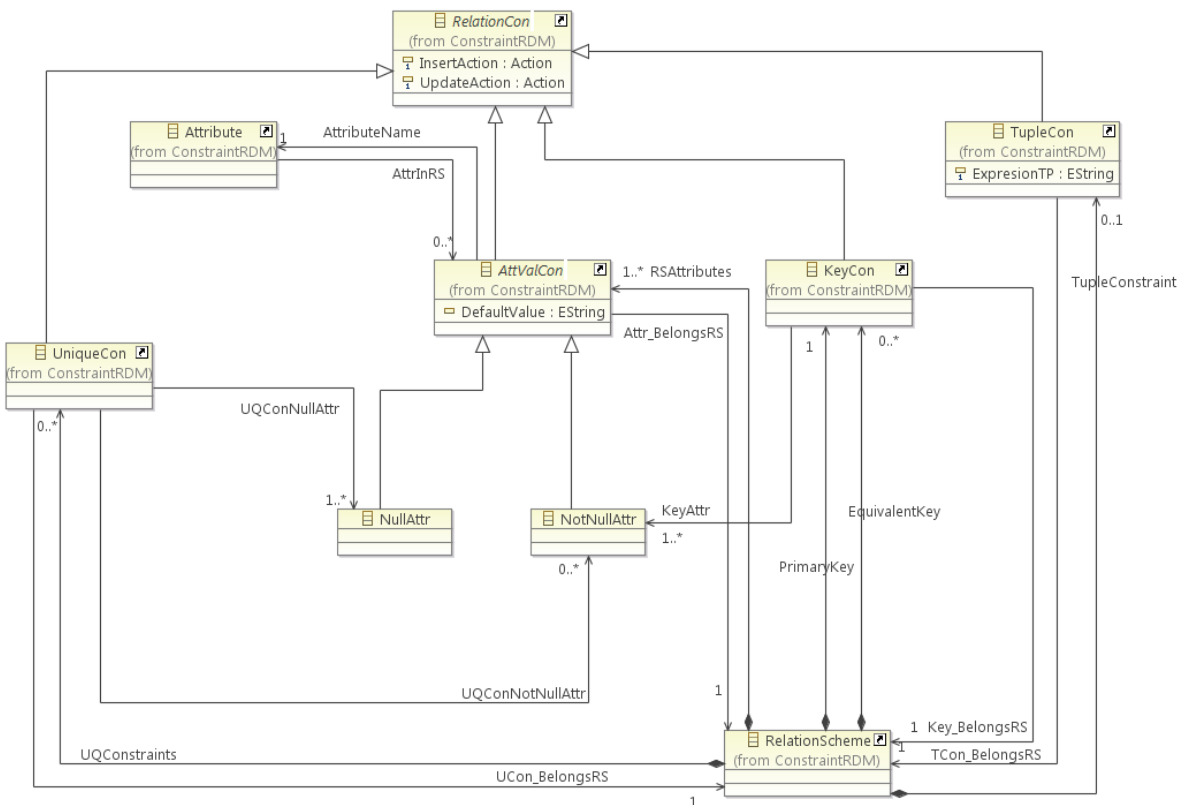 RelationCon
(from ConstraintRDM)
InsertAction : Action
UpdateAction : Action
Attribute
(from ConstraintRDM)
1
AttributeName
AttrInRS
0..*
TupleCon
(from ConstraintRDM)
ExpresionTP : EString
0..1
TupleConstraint
AttValCon
(from ConstraintRDM)
DefaultValue : EString
1..* RSAttributes
Attr_BelongsRS
KeyCon
(from ConstraintRDM)
1
0..*
UniqueCon
(from ConstraintRDM)
0..*
UQConNullAttr
1..*
NullAttr
NotNullAttr
KeyAttr
1..*
EquivalentKey
0..*
PrimaryKey
UQConNotNullAttr
1
1 Key_BelongsRS
RelationScheme
(from ConstraintRDM)
1
TCon_BelongsRS
UQConstraints
UCon_BelongsRS
1